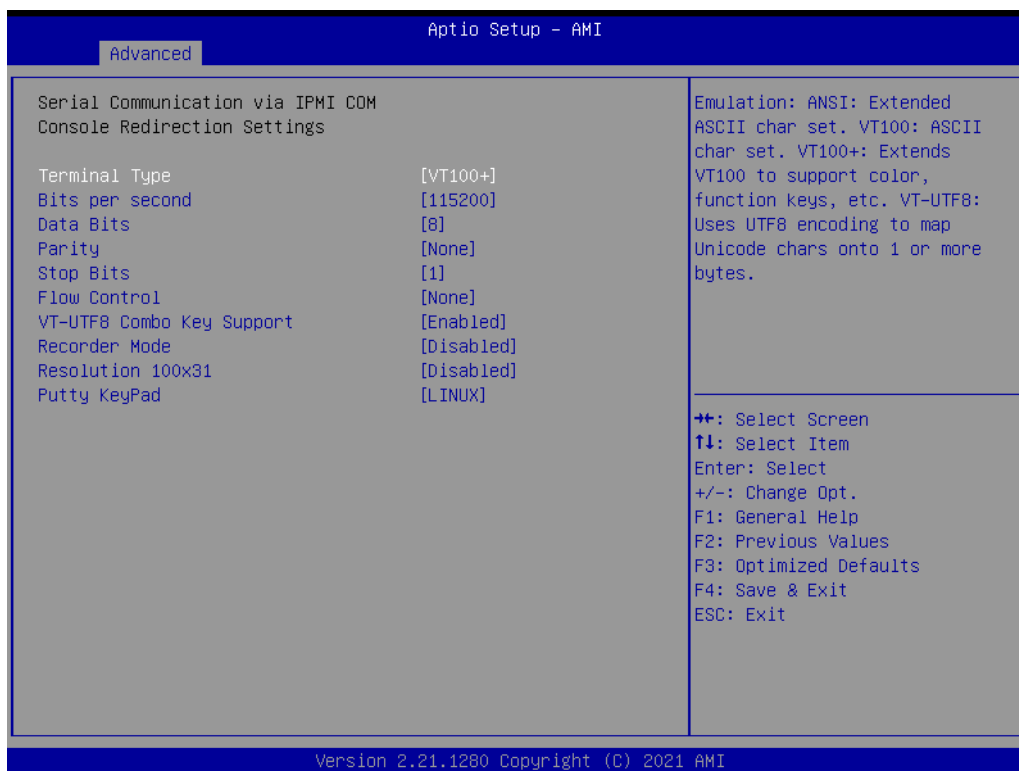 Aptio Setup – AMI
Advanced
Serial Communication via IPMI COM
Console Redirection Settings
Terminal Type [VT100+]
Bits per second [115200]
Data Bits [8]
Parity [None]
Stop Bits [1]
Flow Control [None]
VT-UTF8 Combo Key Support [Enabled]
Recorder Mode [Disabled]
Resolution 100x31 [Disabled]
Putty KeyPad [LINUX]
Emulation: ANSI: Extended
ASCII char set. VT100: ASCII
char set. VT100+: Extends
VT100 to support color,
function keys, etc. VT-UTF8:
Uses UTF8 encoding to map
Unicode chars onto 1 or more
bytes.
→←: Select Screen
↑↓: Select Item
Enter: Select
+/-: Change Opt.
F1: General Help
F2: Previous Values
F3: Optimized Defaults
F4: Save & Exit
ESC: Exit
Version 2.21.1280 Copyright (C) 2021 AMI